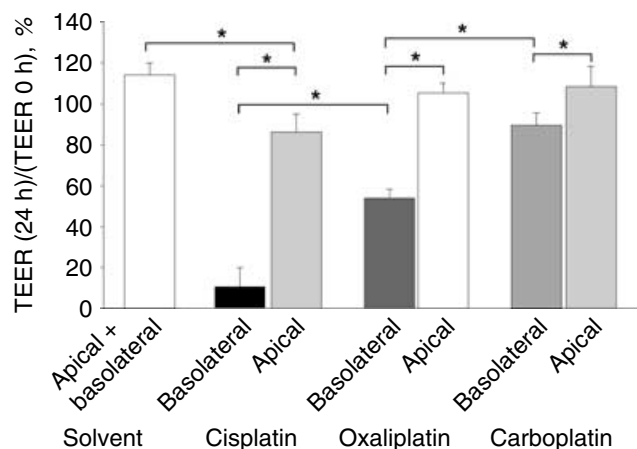 TEER (24 h)/(TEER 0 h), %
140
120
100
80
60
40
20
0
* * * * * *
Apical +
basolateral
Basolateral
Apical
Basolateral
Apical
Basolateral
Apical
Solvent Cisplatin Oxaliplatin Carboplatin